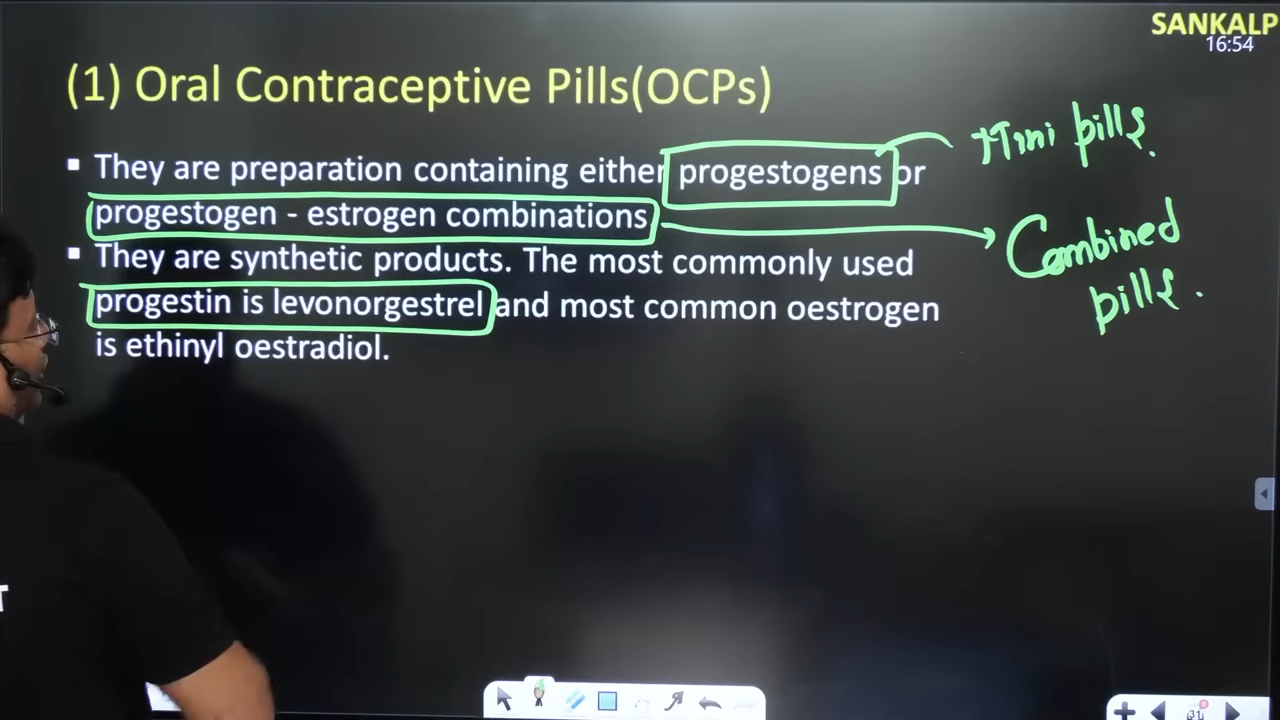 SANKALP
16:54
(1) Oral Contraceptive Pills(OCPs)
▪ They are preparation containing either progestogens or
progestogen - estrogen combinations
▪ They are synthetic products. The most commonly used
progestin is levonorgestrel and most common oestrogen
is ethinyl oestradiol.
Mini pills.
Combined
pills.
T
31